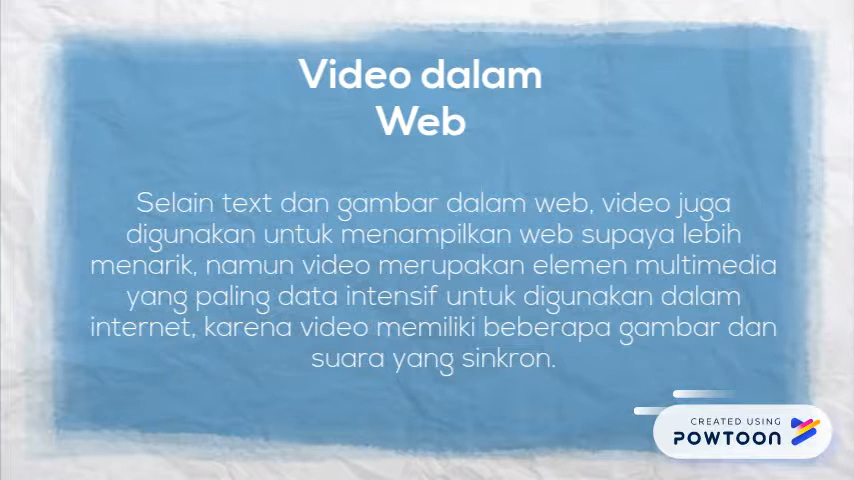 Video dalam
Web
Selain text dan gambar dalam web, video juga
digunakan untuk menampilkan web supaya lebih
menarik, namun video merupakan elemen multimedia
yang paling data intensif untuk digunakan dalam
internet, karena video memiliki beberapa gambar dan
suara yang sinkron.
CREATED USING
POWTOON